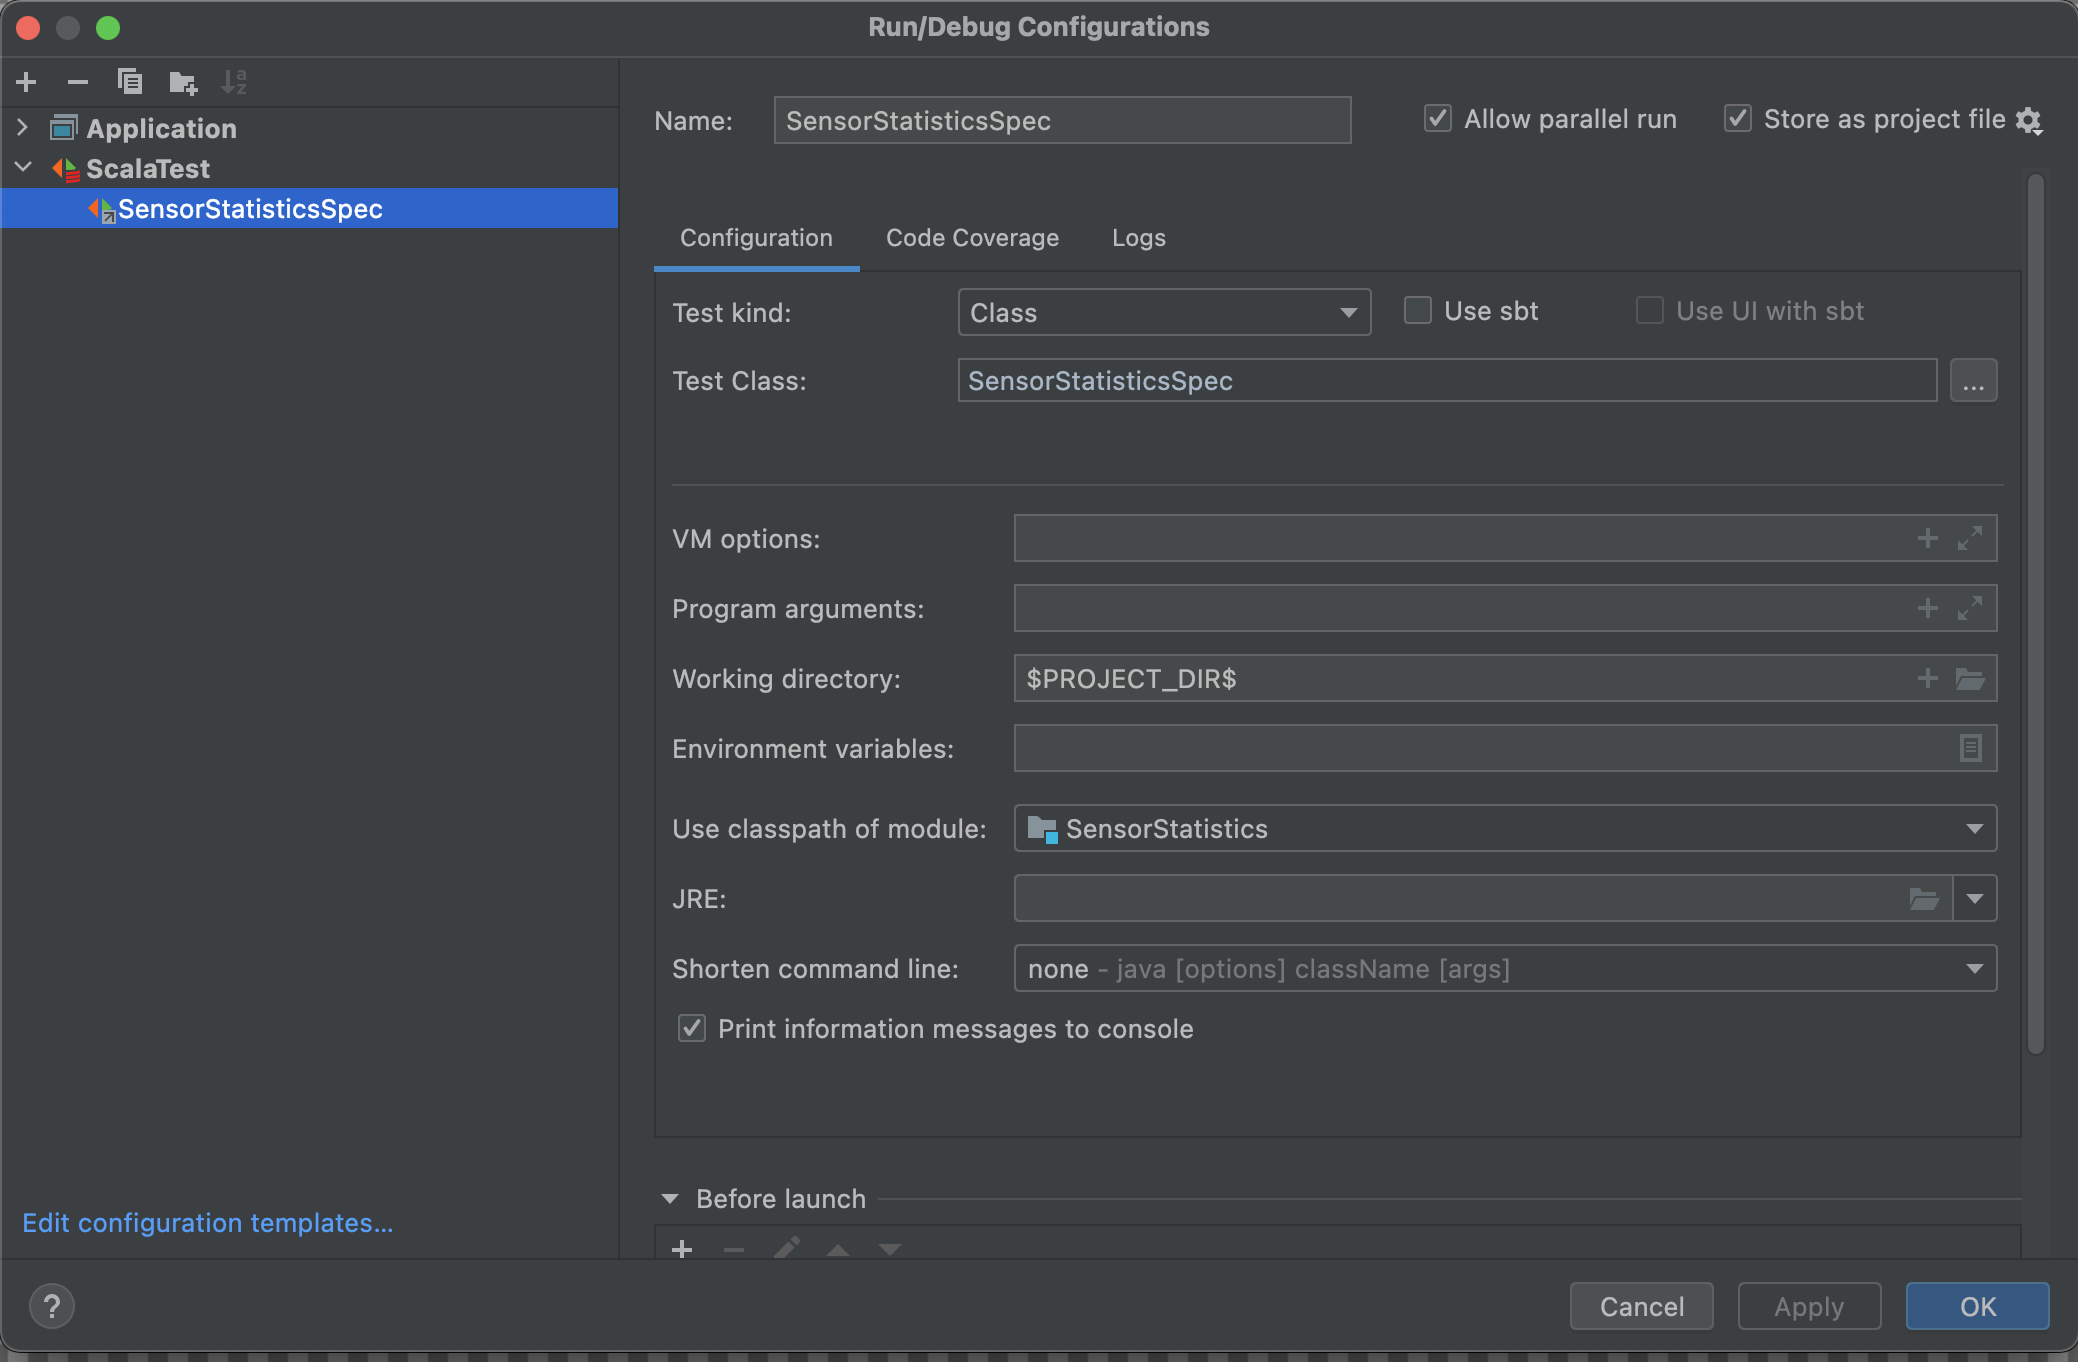 Run/Debug Configurations
Application
ScalaTest
SensorStatisticsSpec
Edit configuration templates...
Name: SensorStatisticsSpec Allow parallel run Store as project file
Configuration Code Coverage Logs
Test kind: Class Use sbt Use UI with sbt
Test Class: SensorStatisticsSpec ...
VM options:
Program arguments:
Working directory: $PROJECT_DIR$
Environment variables:
Use classpath of module: SensorStatistics
JRE:
Shorten command line: none - java [options] className [args]
Print information messages to console
Before launch
? Cancel Apply OK